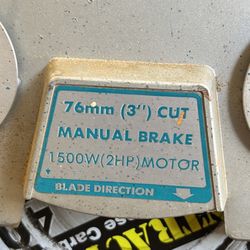 76mm (3") CUT
MANUAL BRAKE
1500W(2HP)MOTOR
BLADE DIRECTION